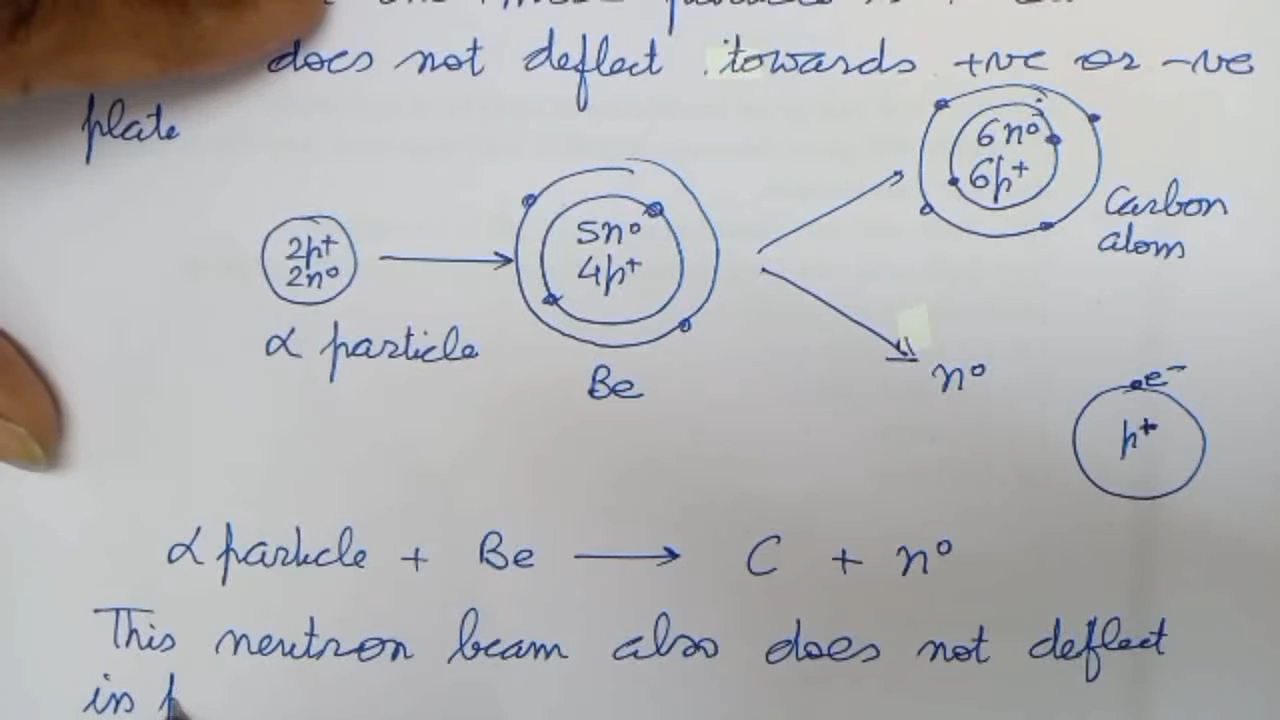 does not deflect towards +ve or -ve
plate
2p+
2n°
α particle
5n°
4p+
Be
6n°
6p+
Carbon
atom
n°
e-
p+
α particle + Be → C + n°
This neutron beam also does not deflect
in